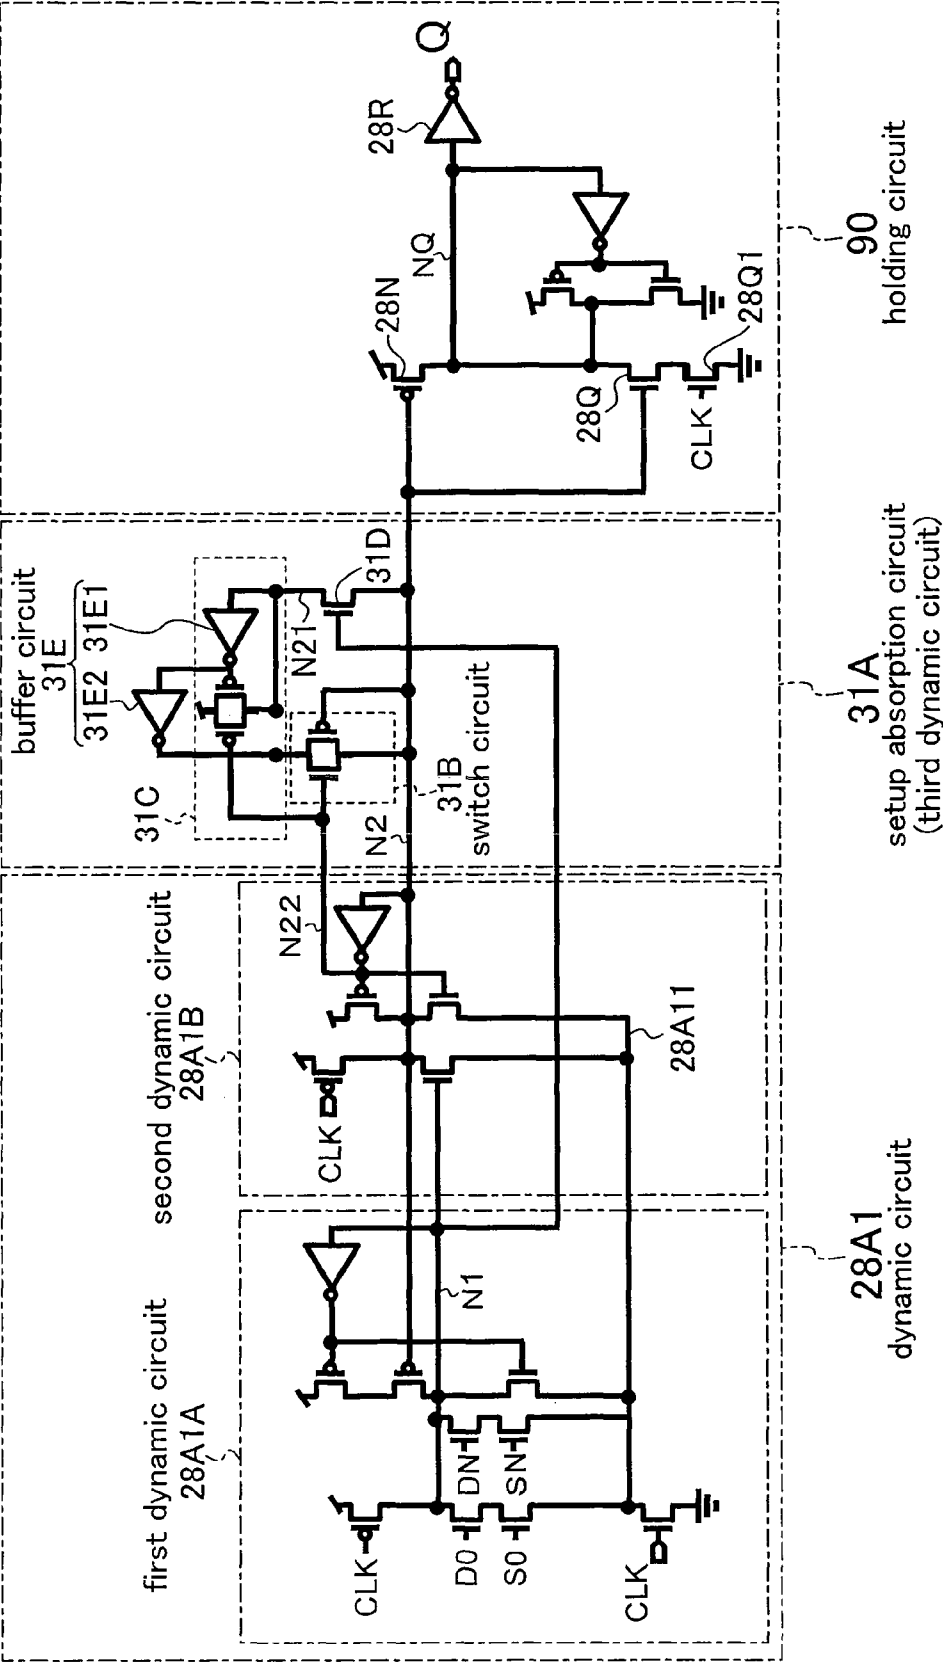 first dynamic circuit
28A1A
CLK
D0
S0
DN
SN
CLK
N1
28A1
dynamic circuit
second dynamic circuit
28A1B
CLK
N22
28A11
buffer circuit
31E
31E2
31E1
31C
N21
31D
31B
switch circuit
N2
31A
setup absorption circuit
(third dynamic circuit)
28N
NQ
28R
Q
28Q
CLK
28Q1
90
holding circuit